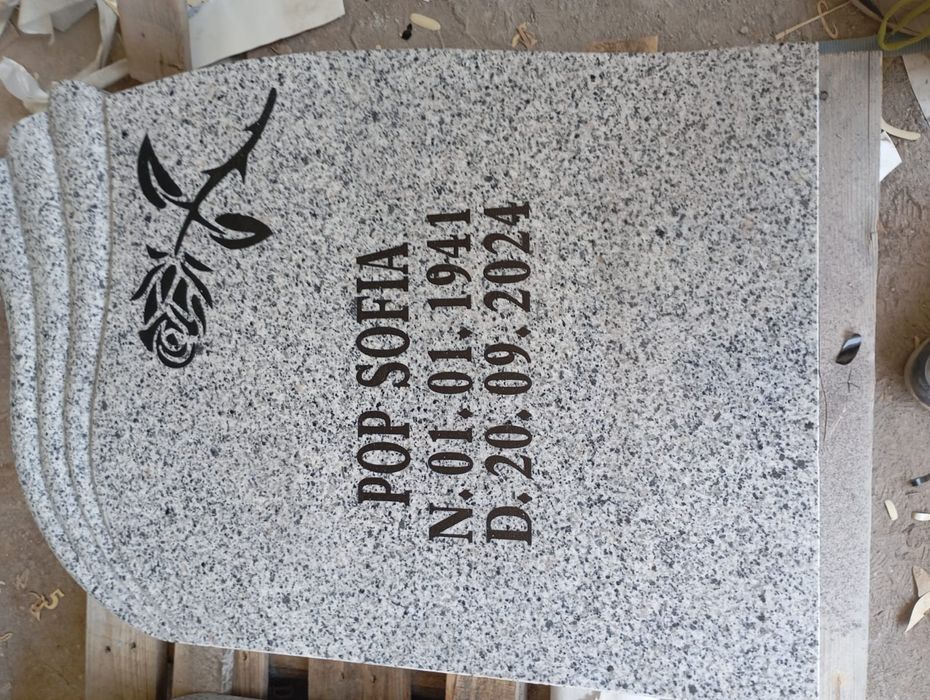 POP SOFIA
N. 01. 01. 1941
D. 20. 09. 2024